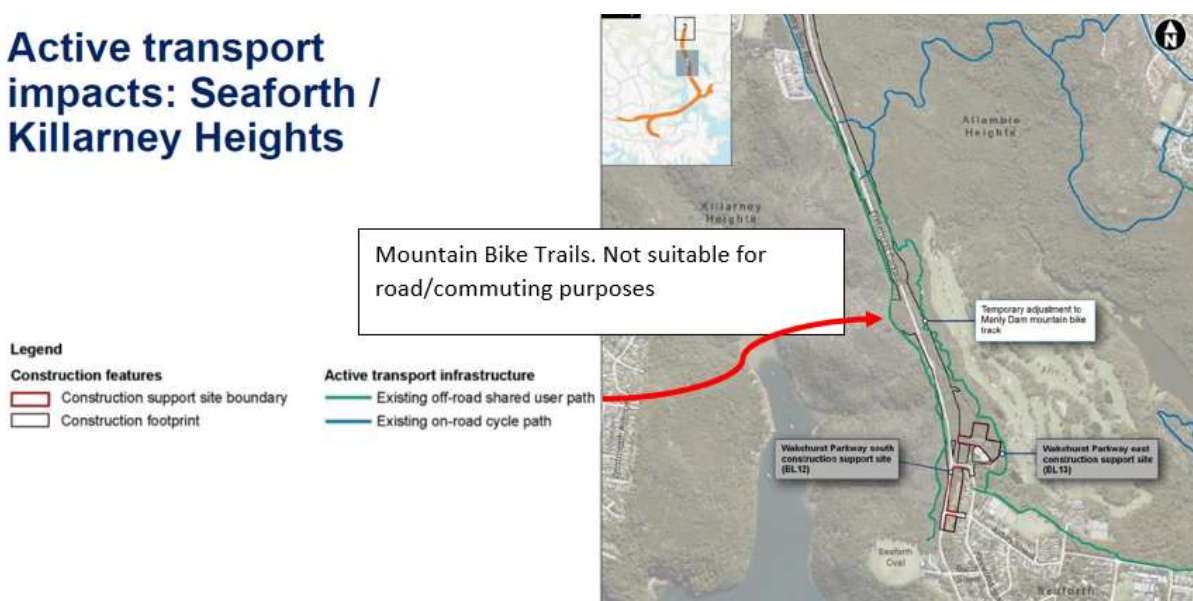 Active transport
impacts: Seaforth /
Killarney Heights
Mountain Bike Trails. Not suitable for
road/commuting purposes
Legend
Construction features
Construction support site boundary
Construction footprint
Active transport infrastructure
Existing off-road shared user path
Existing on-road cycle path
N
Allambie
Heights
Killarney
Heights
Temporary adjustment to
Manly Dam mountain bike
track
Wakehurst Parkway south
construction support site
(BL12)
Wakehurst Parkway east
construction support site
(BL13)
Seaforth
Oval
Seaforth